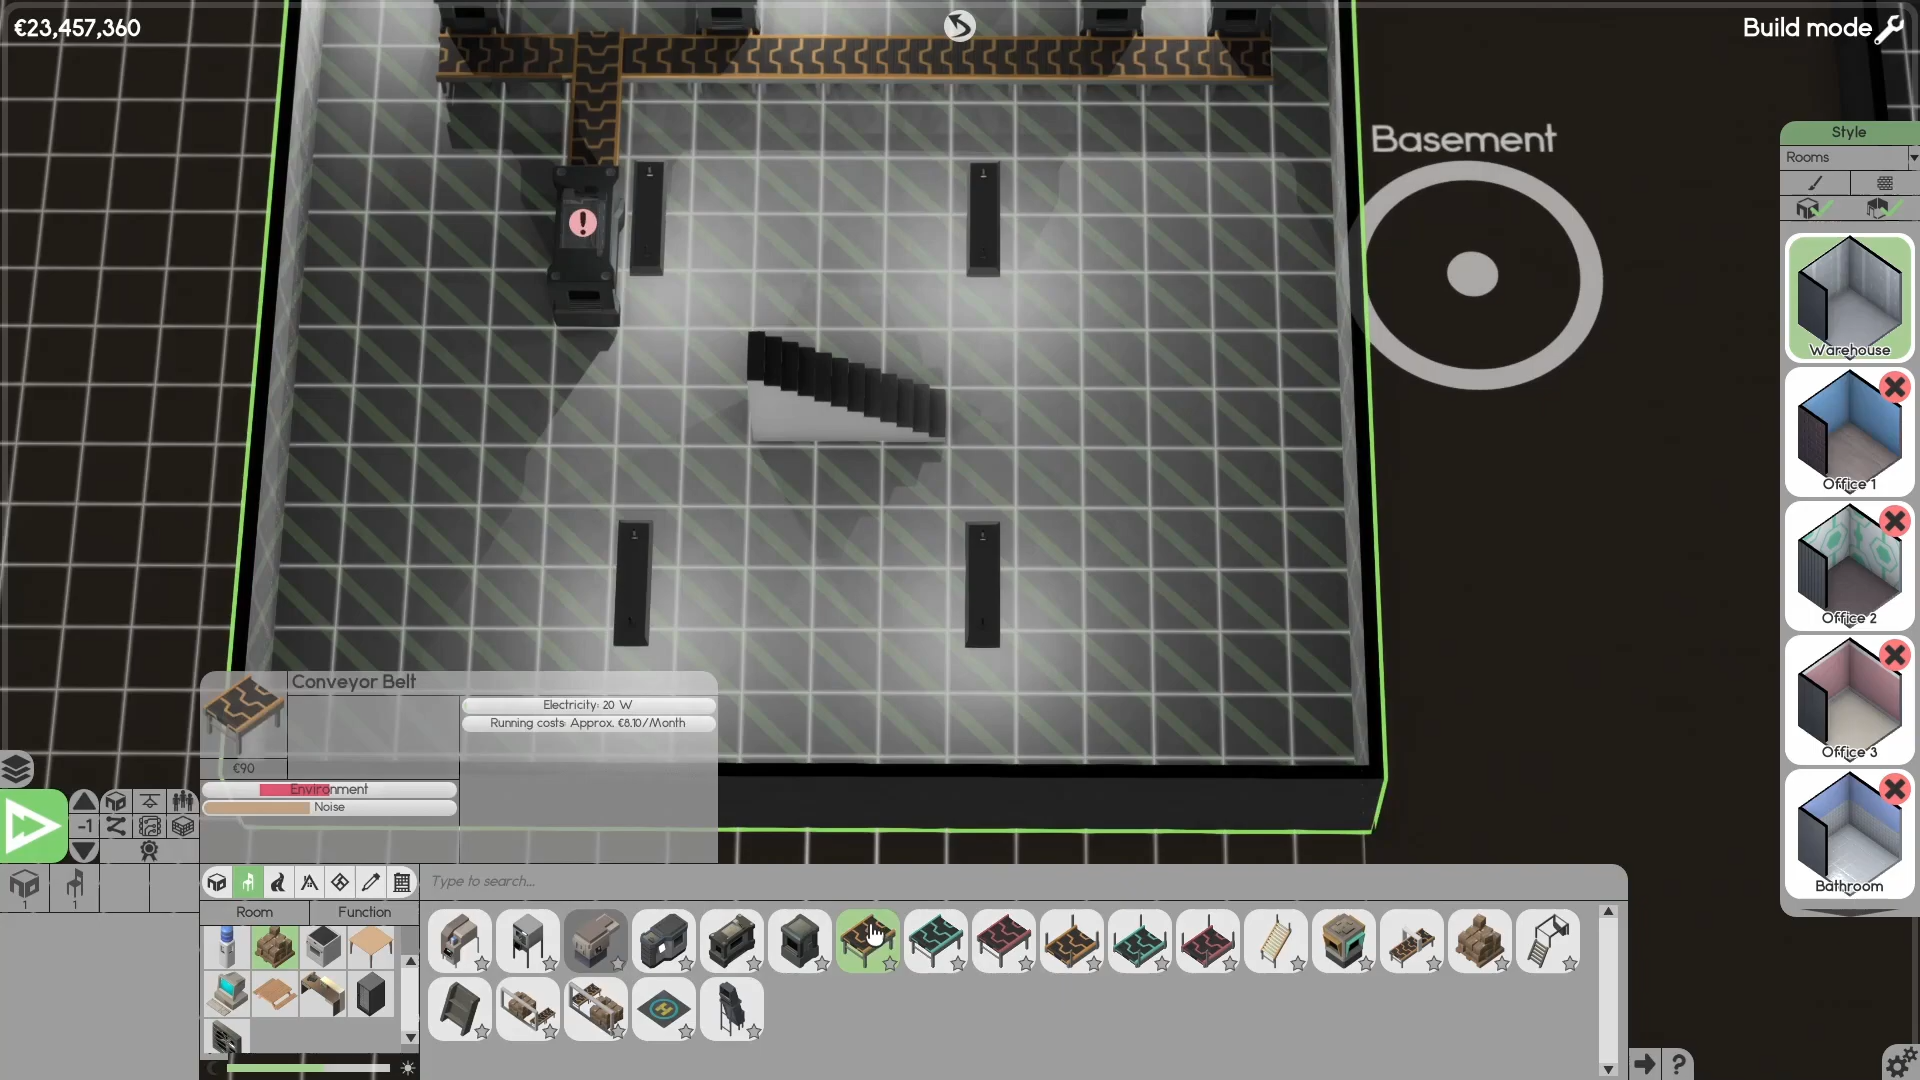 €23,457,360
Build mode
Basement
Style
Rooms
Warehouse
Office 1
Office 2
Office 3
Bathroom
Conveyor Belt
Electricity: 20 W
Running costs: Approx. €8.10/Month
€90
Environment
Noise
-1
1
1
Type to search...
Room
Function
?